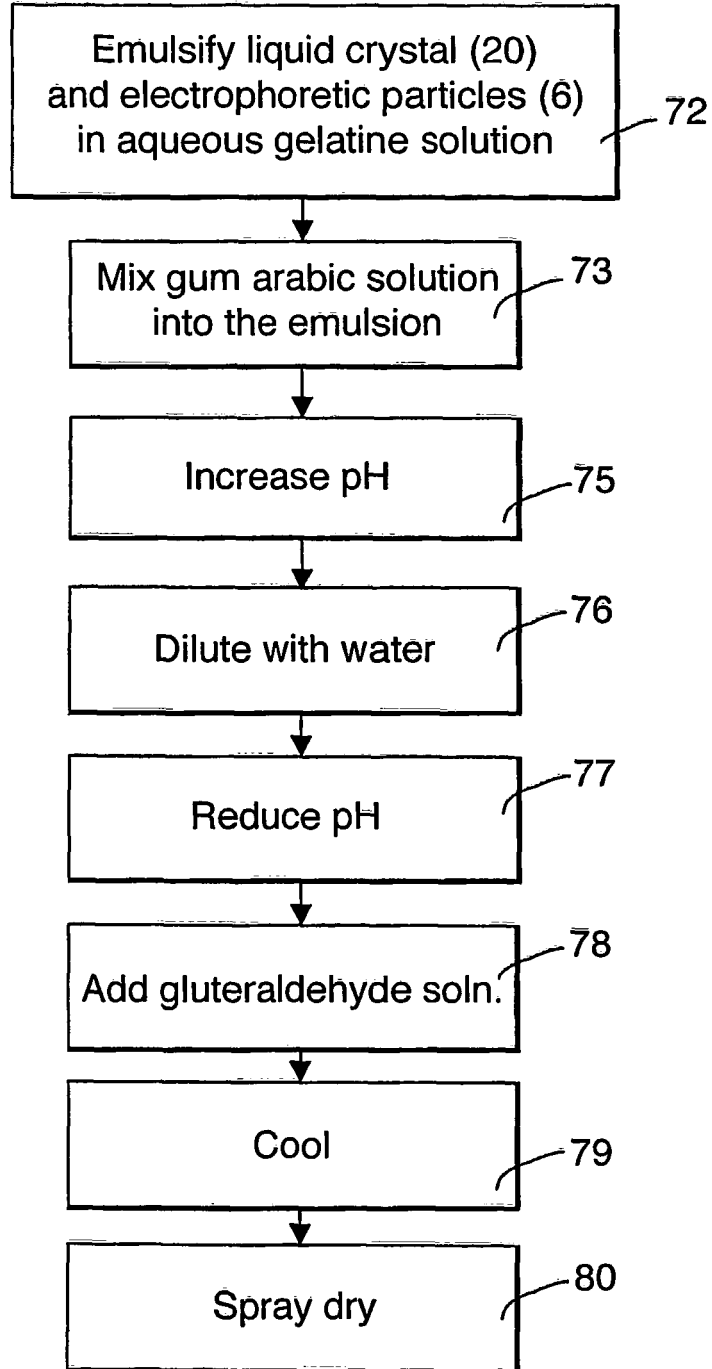 Emulsify liquid crystal (20)
and electrophoretic particles (6)
in aqueous gelatine solution
72
Mix gum arabic solution
into the emulsion
73
Increase pH
75
Dilute with water
76
Reduce pH
77
Add gluteraldehyde soln.
78
Cool
79
Spray dry
80